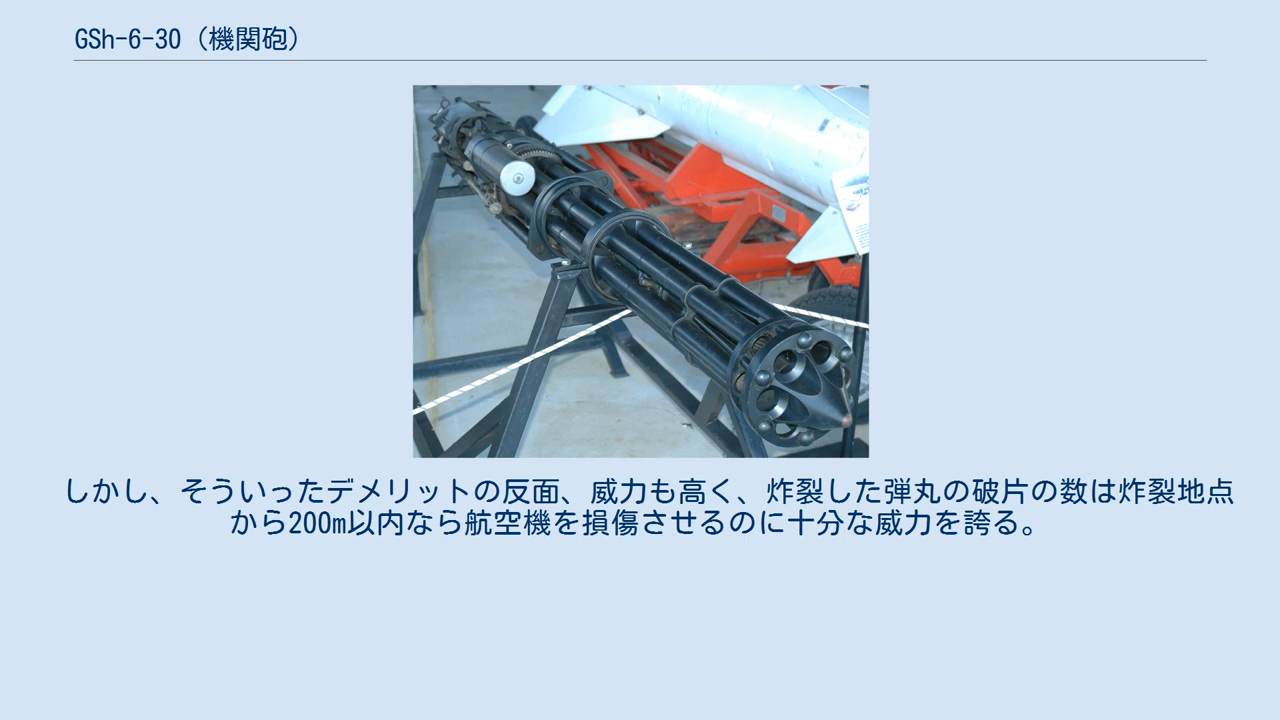 GSh-6-30（機関砲）
しかし、そういったデメリットの反面、威力も高く、炸裂した弾丸の破片の数は炸裂地点
から200m以内なら航空機を損傷させるのに十分な威力を誇る。